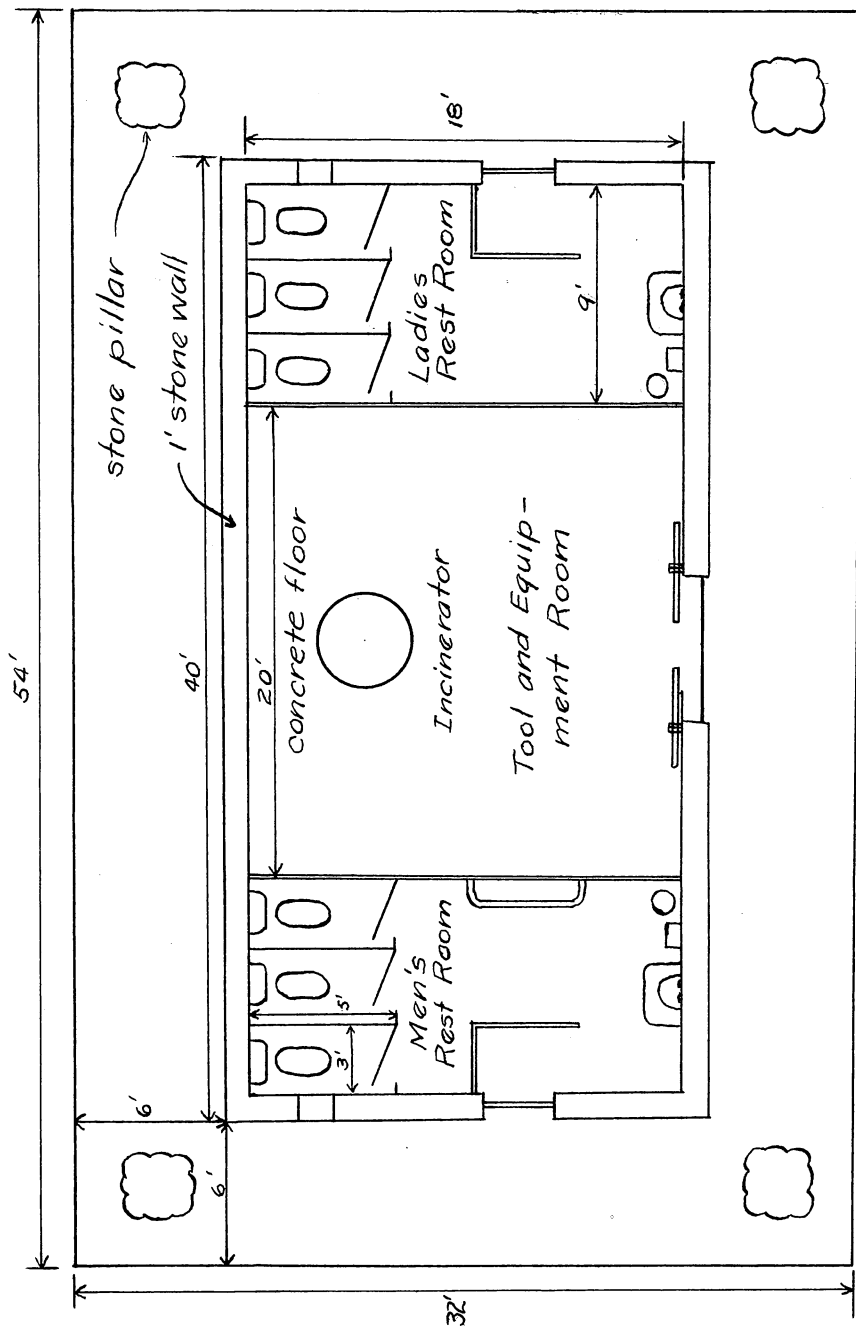 54'
stone pillar
1' stone wall
40'
6'
6'
32'
20'
concrete floor
Incinerator
Tool and Equip-
ment Room
Men's
Rest Room
3'
5'
Ladies
Rest Room
9'
18'